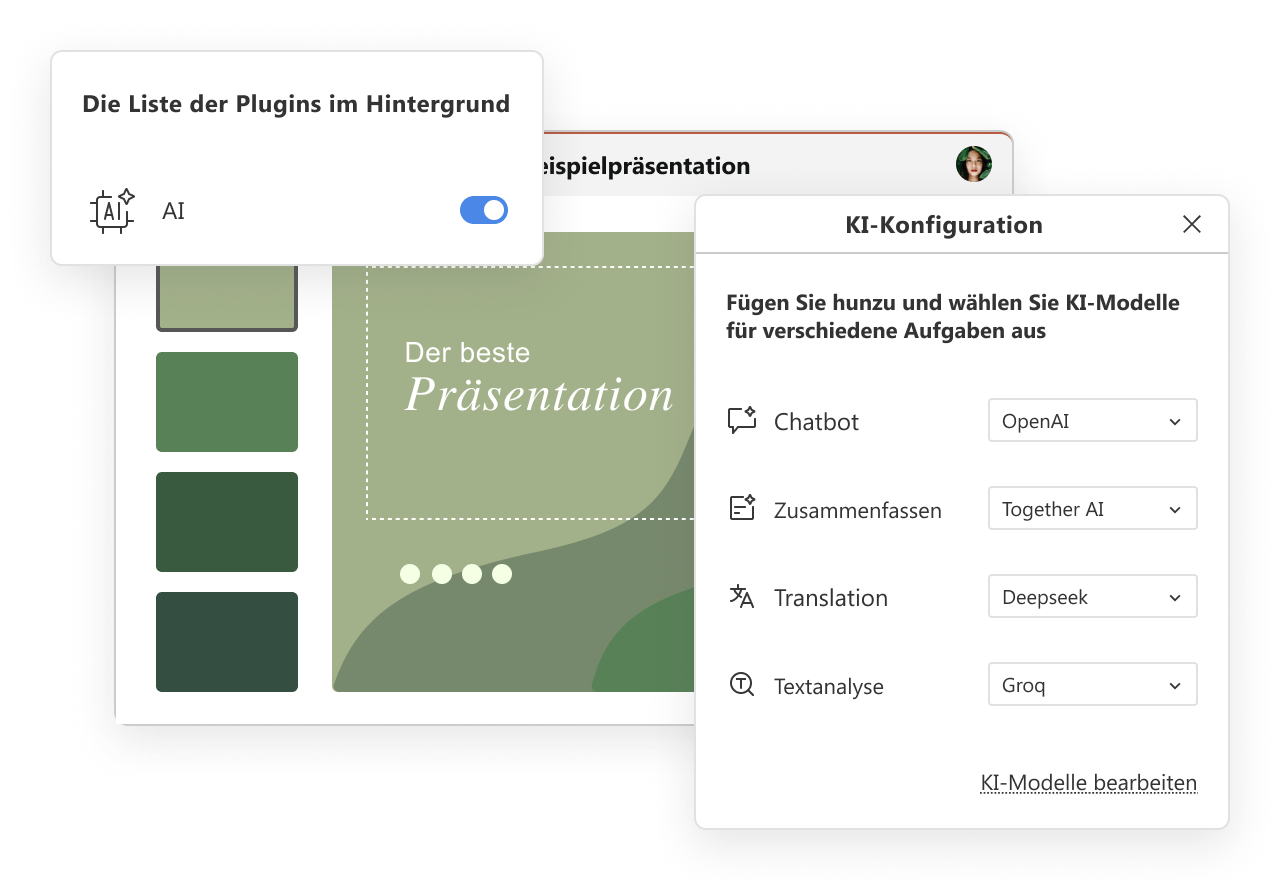 Die Liste der Plugins im Hintergrund
AI
AI
eispielpräsentation
Der beste
Präsentation
KI-Konfiguration
Fügen Sie hunzu und wählen Sie KI-Modelle
für verschiedene Aufgaben aus
Chatbot
OpenAI
Zusammenfassen
Together AI
Translation
Deepseek
Textanalyse
Groq
KI-Modelle bearbeiten